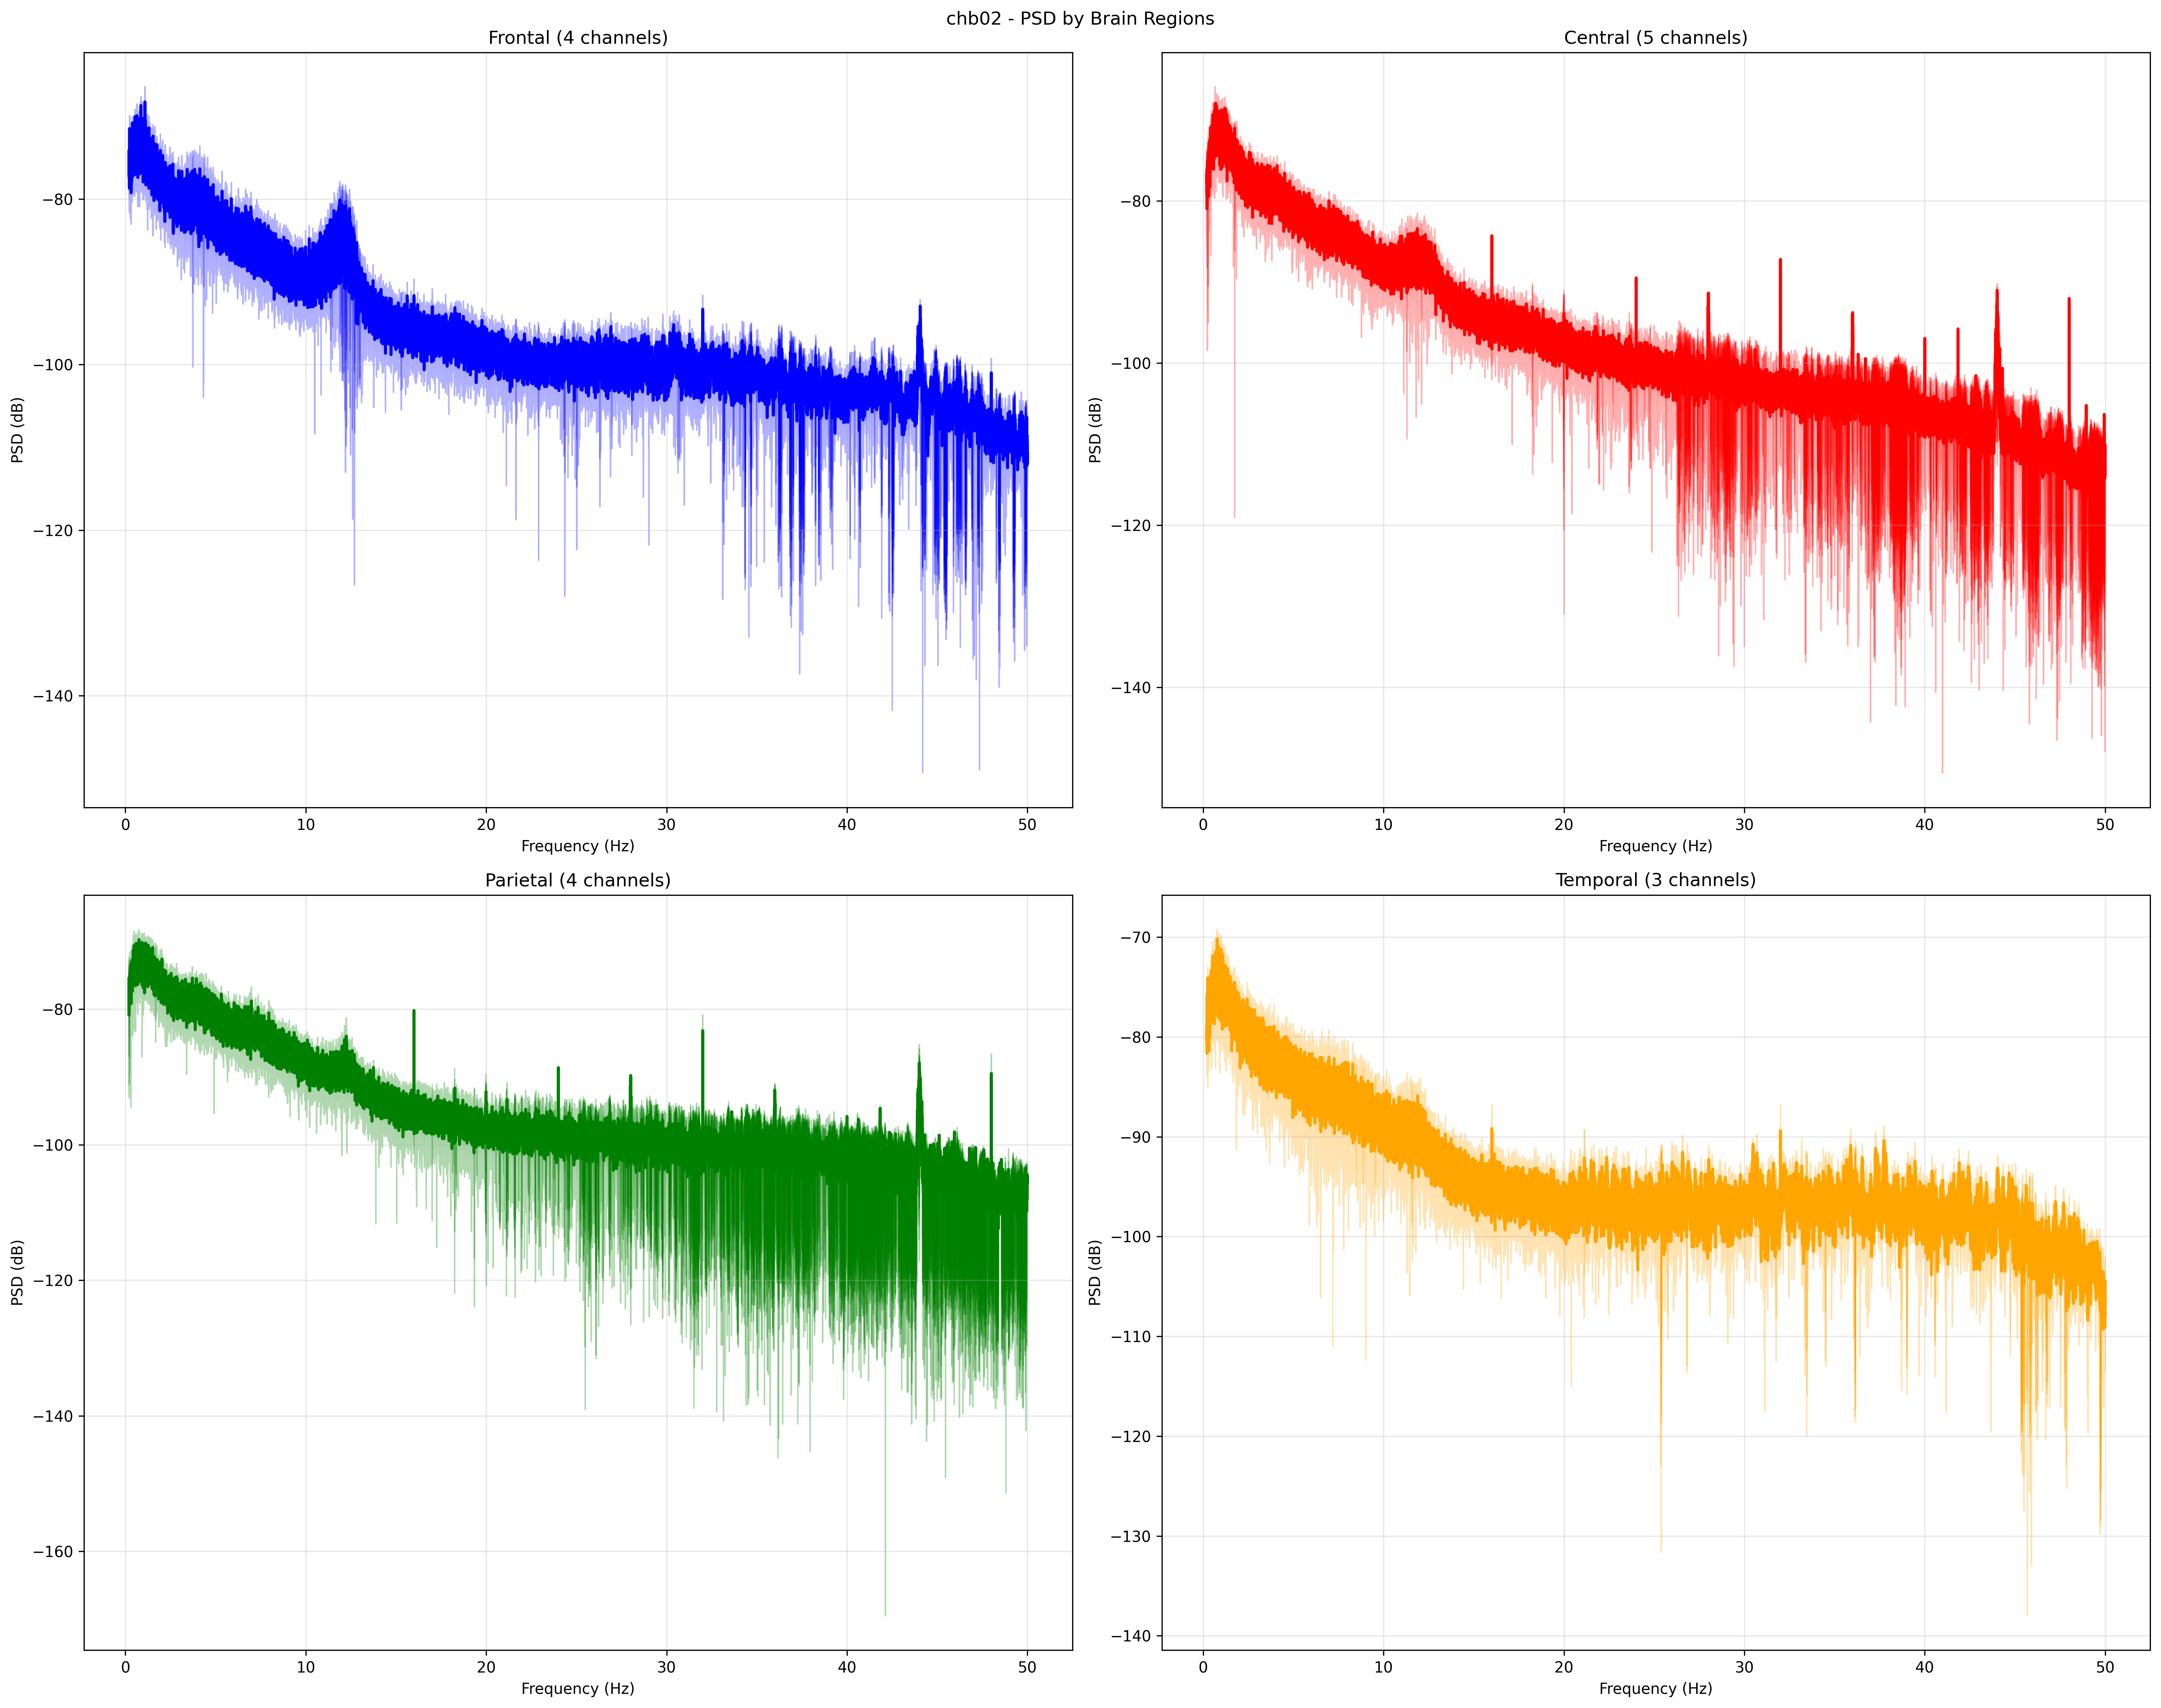 chb02 - PSD by Brain Regions
Frontal (4 channels)
PSD (dB)
−80
−100
−120
−140
0 10 20 30 40 50
Frequency (Hz)
Central (5 channels)
PSD (dB)
−80
−100
−120
−140
0 10 20 30 40 50
Frequency (Hz)
Parietal (4 channels)
PSD (dB)
−80
−100
−120
−140
−160
0 10 20 30 40 50
Frequency (Hz)
Temporal (3 channels)
PSD (dB)
−70
−80
−90
−100
−110
−120
−130
−140
0 10 20 30 40 50
Frequency (Hz)